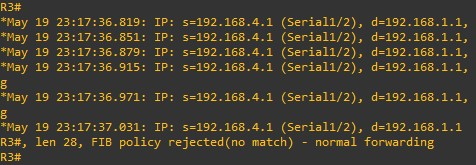 R3#
*May 19 23:17:36.819: IP: s=192.168.4.1 (Serial1/2), d=192.168.1.1,
*May 19 23:17:36.851: IP: s=192.168.4.1 (Serial1/2), d=192.168.1.1,
*May 19 23:17:36.879: IP: s=192.168.4.1 (Serial1/2), d=192.168.1.1,
*May 19 23:17:36.915: IP: s=192.168.4.1 (Serial1/2), d=192.168.1.1,
g
*May 19 23:17:36.971: IP: s=192.168.4.1 (Serial1/2), d=192.168.1.1,
g
*May 19 23:17:37.031: IP: s=192.168.4.1 (Serial1/2), d=192.168.1.1
R3#, len 28, FIB policy rejected(no match) - normal forwarding
R3#